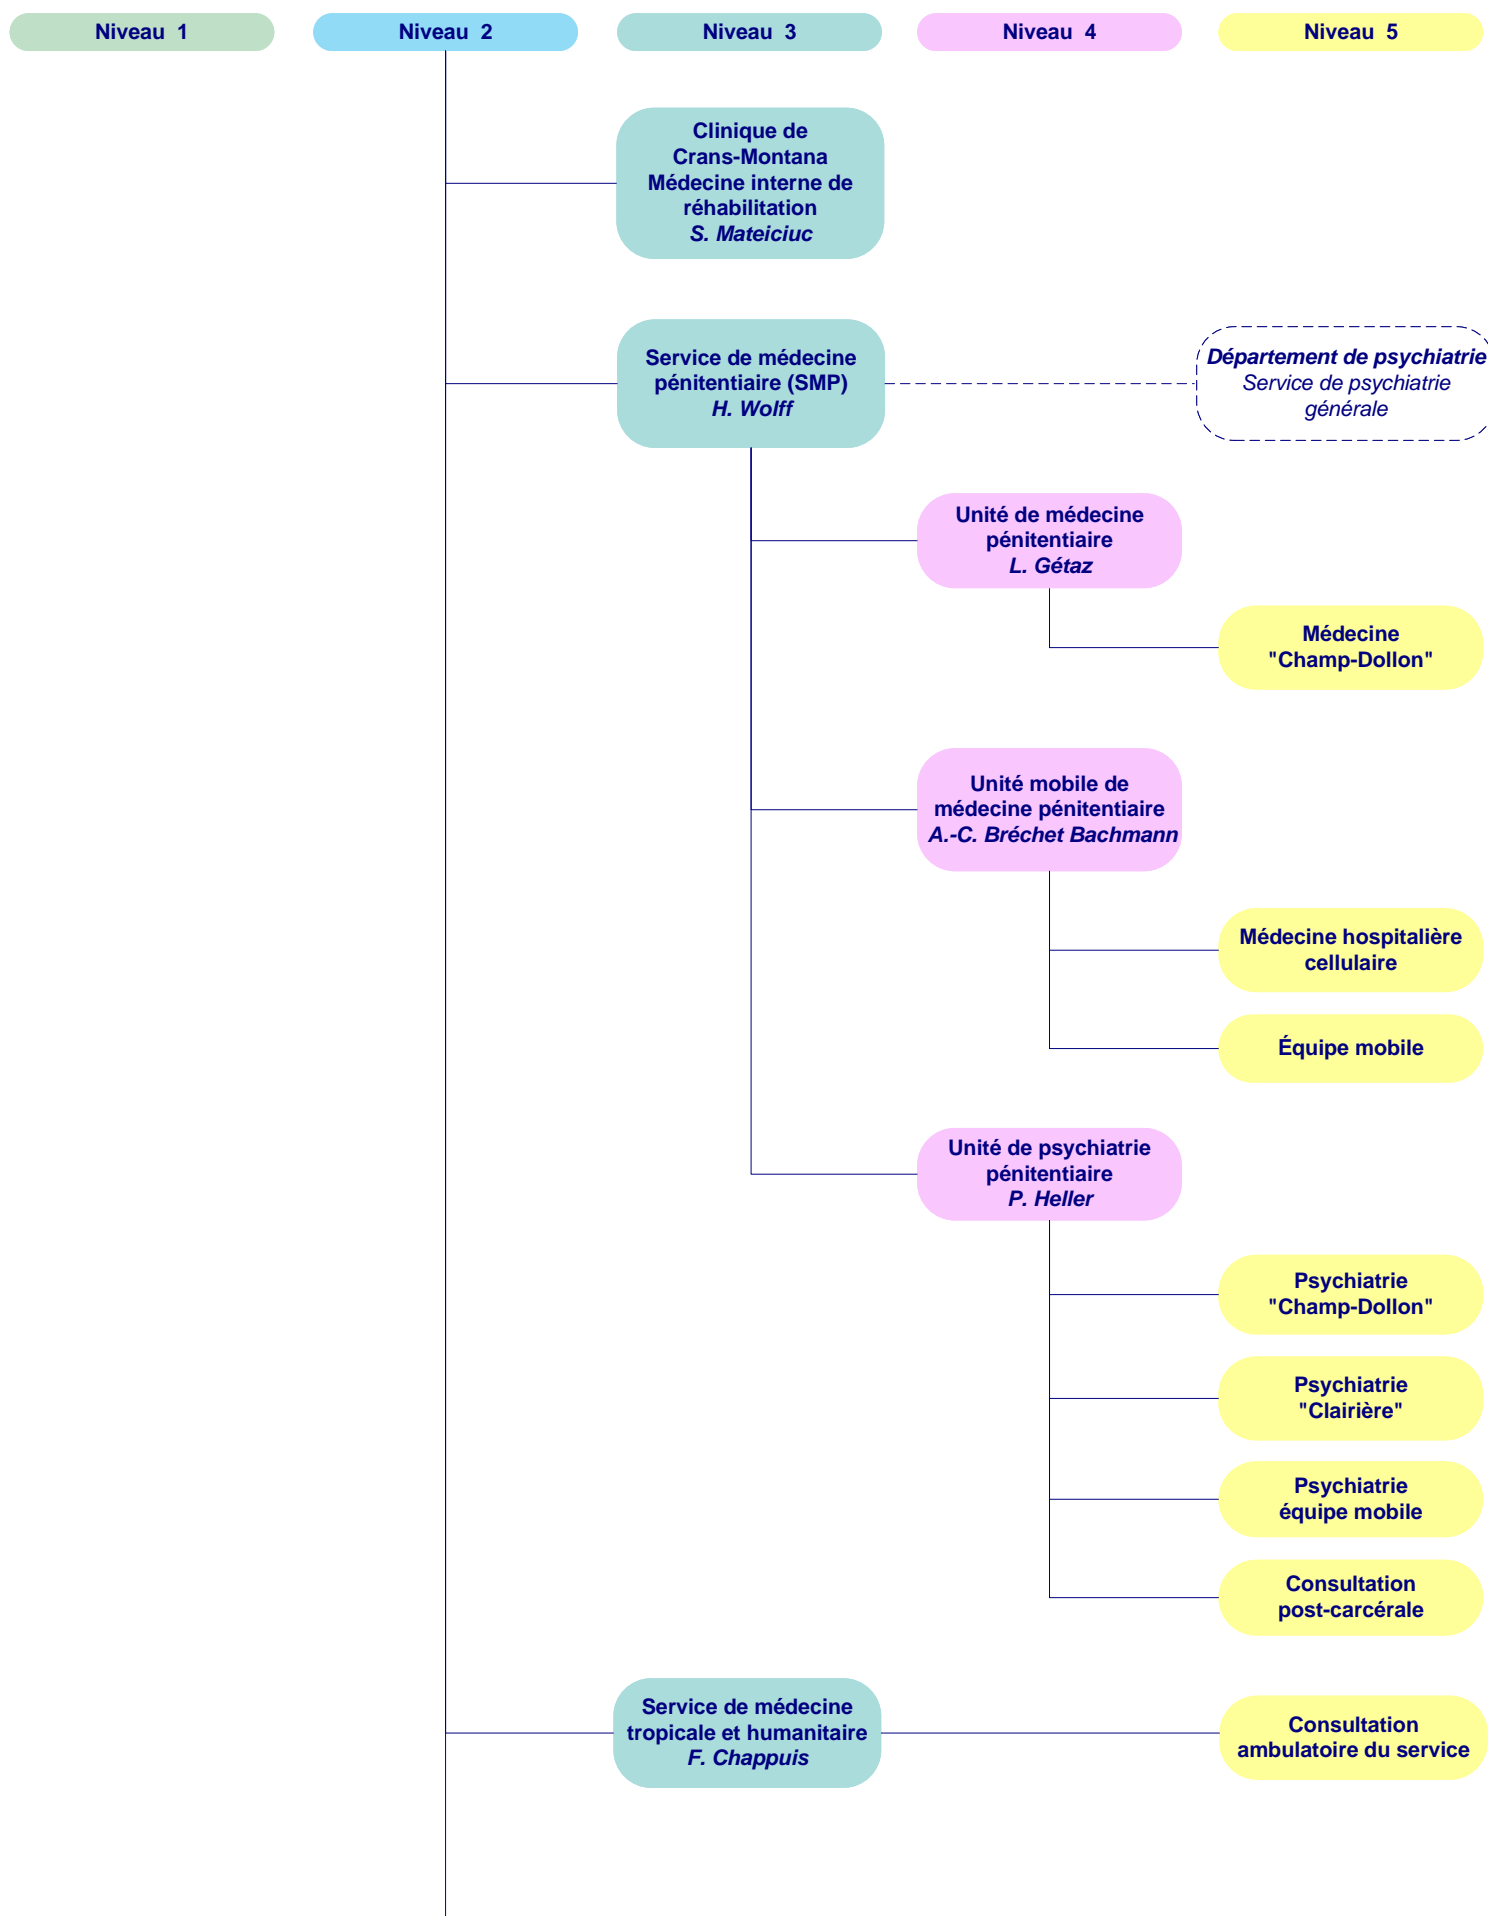 Niveau 1
Niveau 2
Niveau 3
Niveau 4
Niveau 5
Clinique de
Crans-Montana
Médecine interne de
réhabilitation
S. Mateiciuc
Service de médecine
pénitentiaire (SMP)
H. Wolff
Département de psychiatrie
Service de psychiatrie
générale
Unité de médecine
pénitentiaire
L. Gétaz
Médecine
"Champ-Dollon"
Unité mobile de
médecine pénitentiaire
A.-C. Bréchet Bachmann
Médecine hospitalière
cellulaire
Équipe mobile
Unité de psychiatrie
pénitentiaire
P. Heller
Psychiatrie
"Champ-Dollon"
Psychiatrie
"Clairière"
Psychiatrie
équipe mobile
Consultation
post-carcérale
Service de médecine
tropicale et humanitaire
F. Chappuis
Consultation
ambulatoire du service